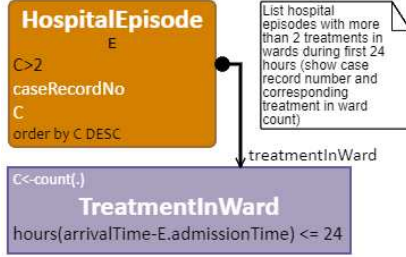 HospitalEpisode
E
C>2
caseRecordNo
C
order by C DESC
List hospital
episodes with more
than 2 treatments in
wards during first 24
hours (show case
record number and
corresponding
treatment in ward
count)
treatmentInWard
C<-count(.)
TreatmentInWard
hours(arrivalTime-E.admissionTime) <= 24